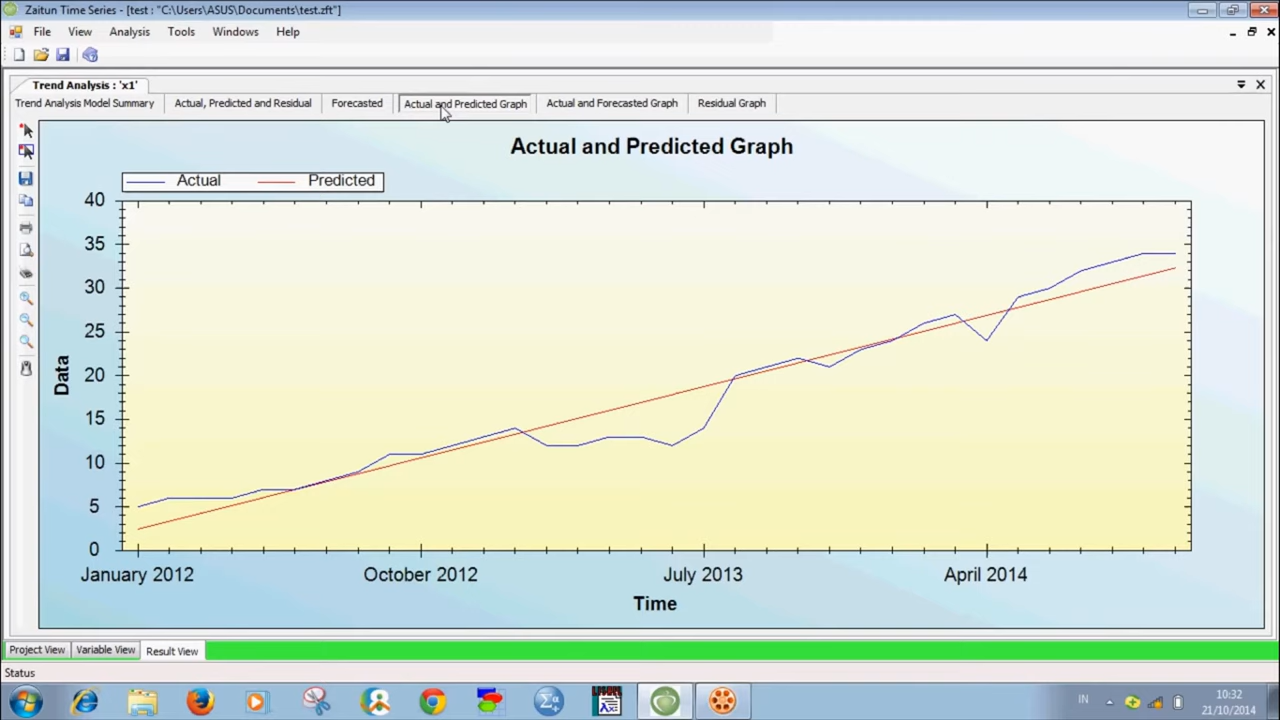 Zaitun Time Series - [test : "C:\Users\ASUS\Documents\test.zft"]
File View Analysis Tools Windows Help
Trend Analysis : 'x1'
Trend Analysis Model Summary Actual, Predicted and Residual Forecasted Actual and Predicted Graph Actual and Forecasted Graph Residual Graph
Actual and Predicted Graph
Actual Predicted
40
35
30
25
20
15
10
5
0
Data
January 2012 October 2012 July 2013 April 2014
Time
Project View Variable View Result View
Status
IN 10:32
21/10/2014